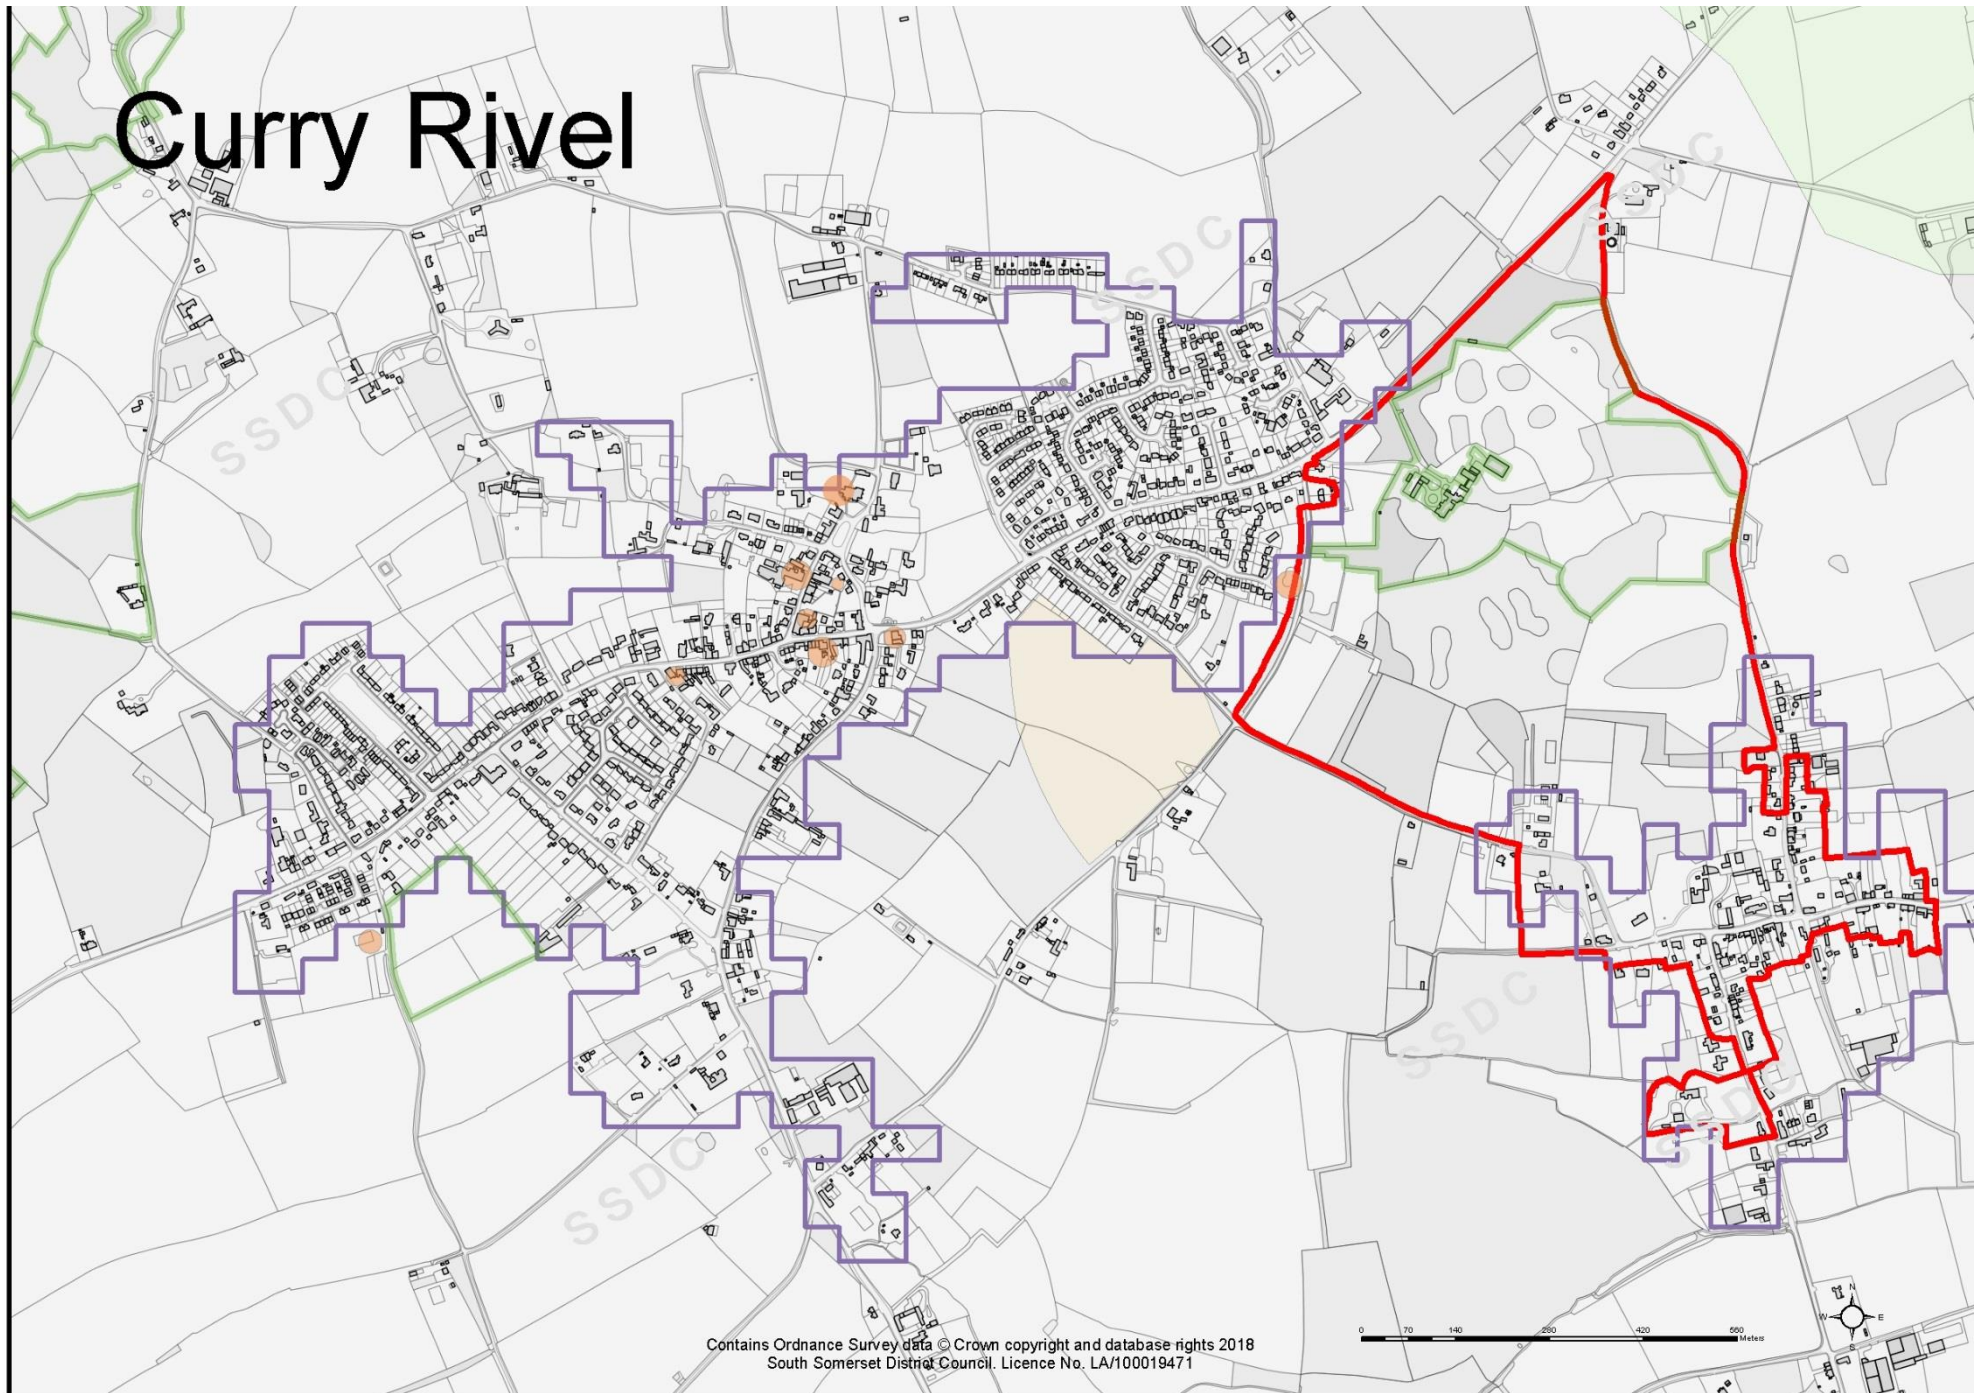 Curry Rivel
SSDC
SSDC
SSDC
SSDC
SSDC
SSDC
N
W E
S
0 70 140 280 420 560
Meters
Contains Ordnance Survey data © Crown copyright and database rights 2018
South Somerset District Council. Licence No. LA/100019471